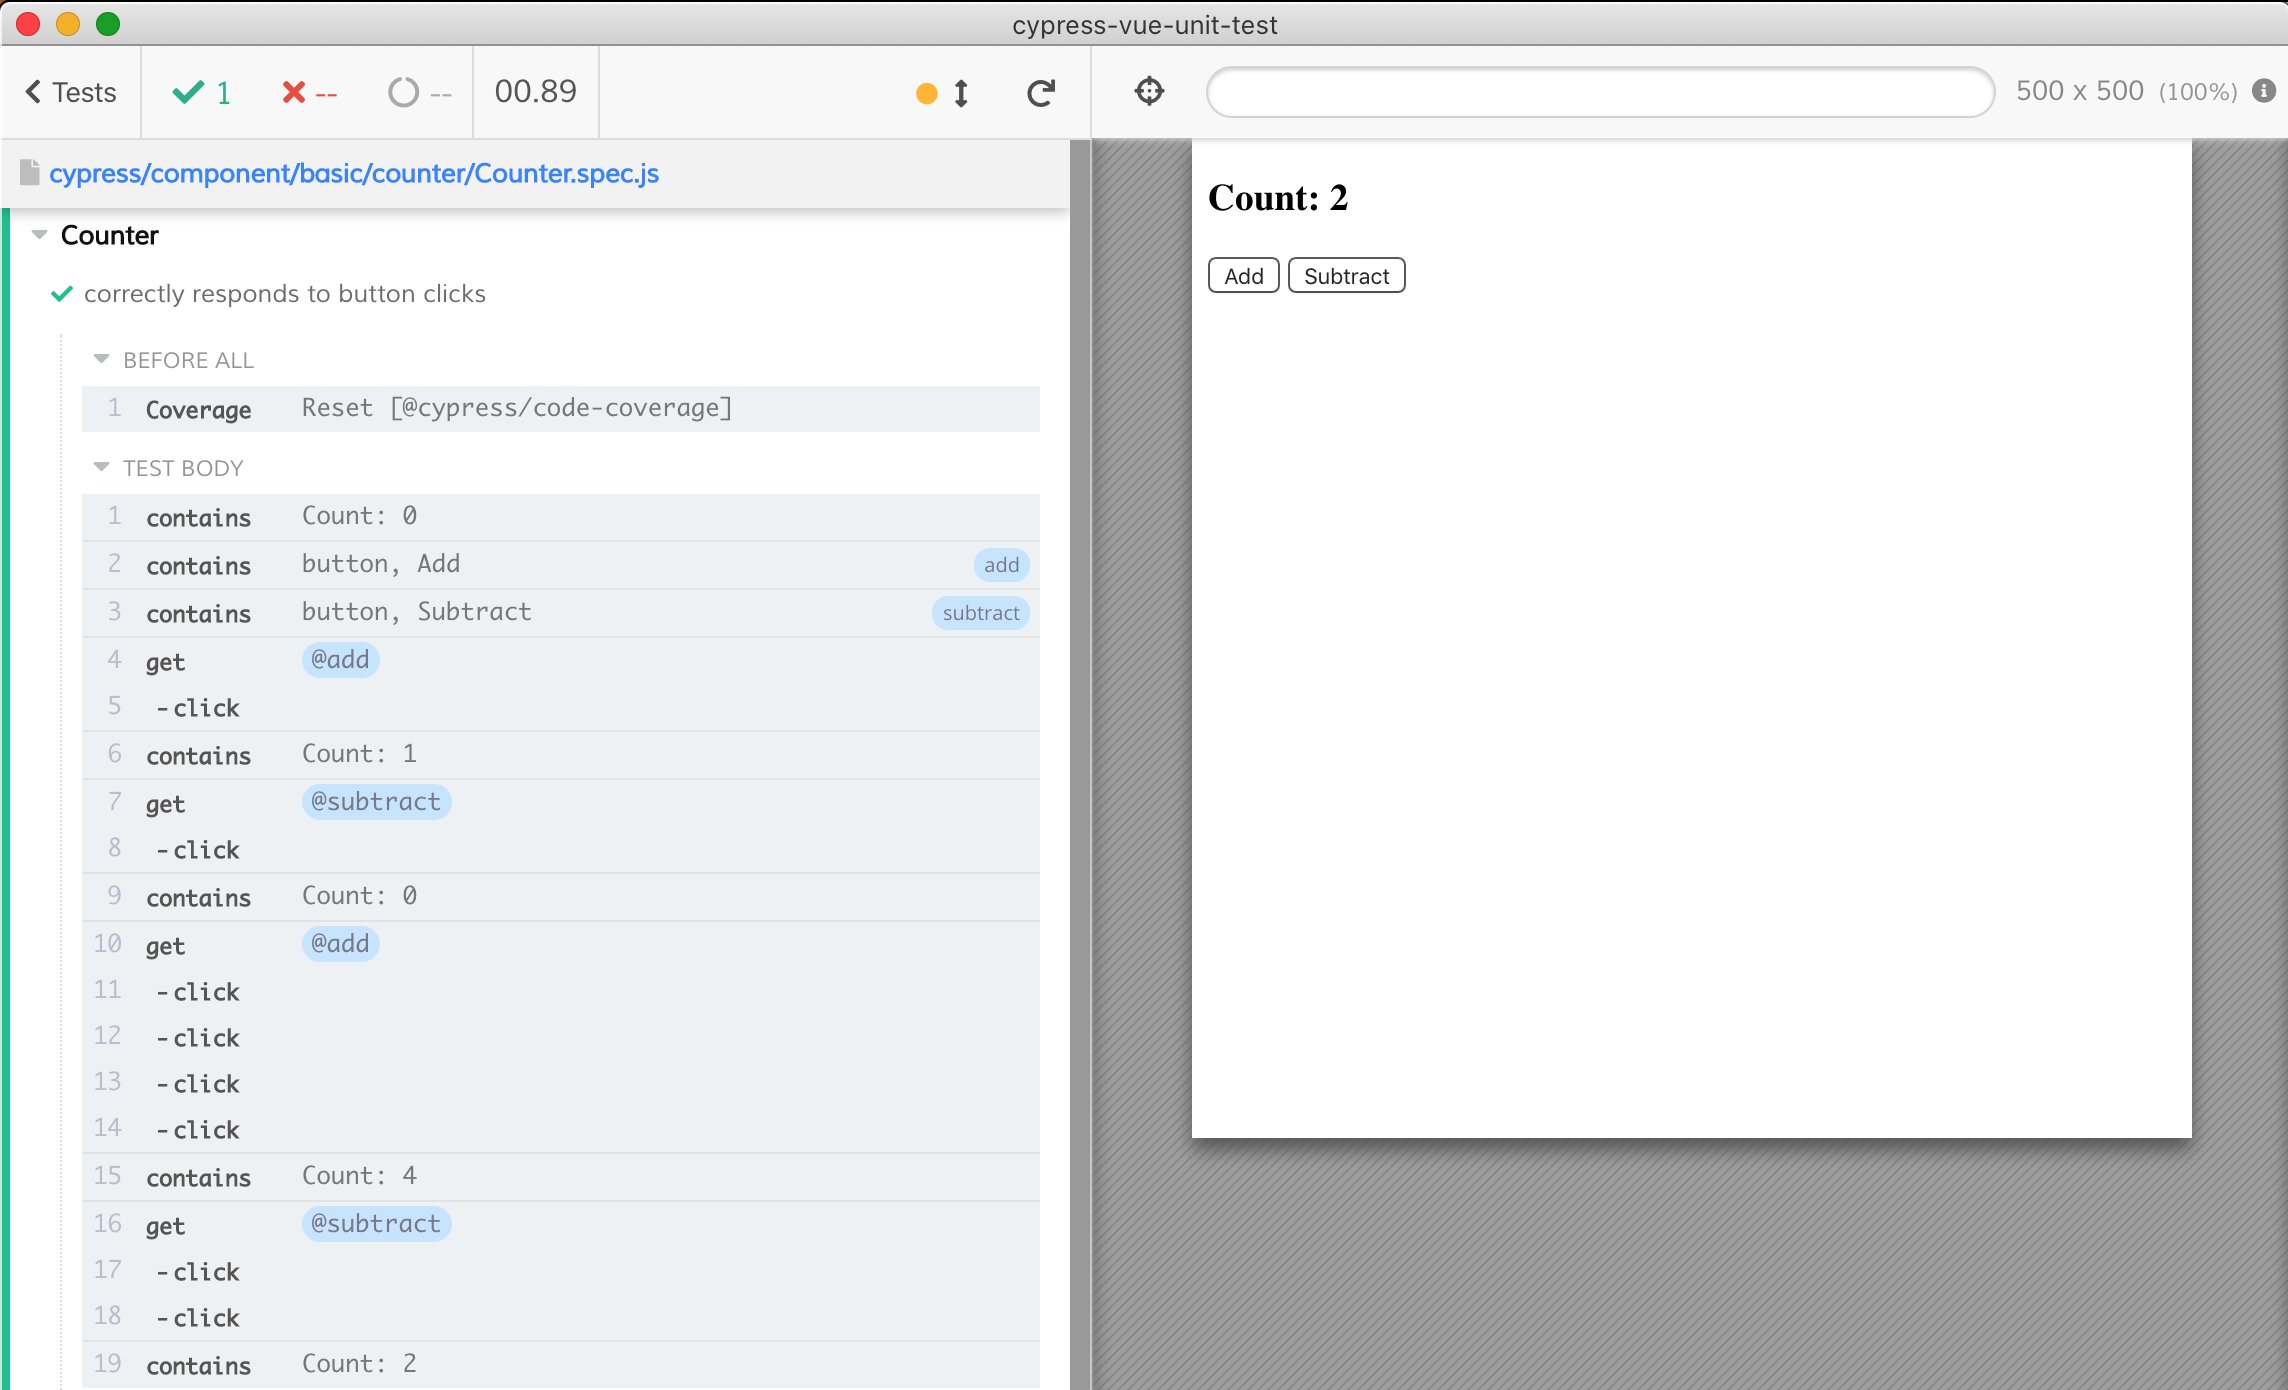 cypress-vue-unit-test
Tests 1 -- -- 00.89 500 x 500 (100%)
cypress/component/basic/counter/Counter.spec.js
Counter
correctly responds to button clicks
BEFORE ALL
1 Coverage Reset [@cypress/code-coverage]
TEST BODY
1 contains Count: 0
2 contains button, Add add
3 contains button, Subtract subtract
4 get @add
5 -click
6 contains Count: 1
7 get @subtract
8 -click
9 contains Count: 0
10 get @add
11 -click
12 -click
13 -click
14 -click
15 contains Count: 4
16 get @subtract
17 -click
18 -click
19 contains Count: 2
Count: 2
Add Subtract